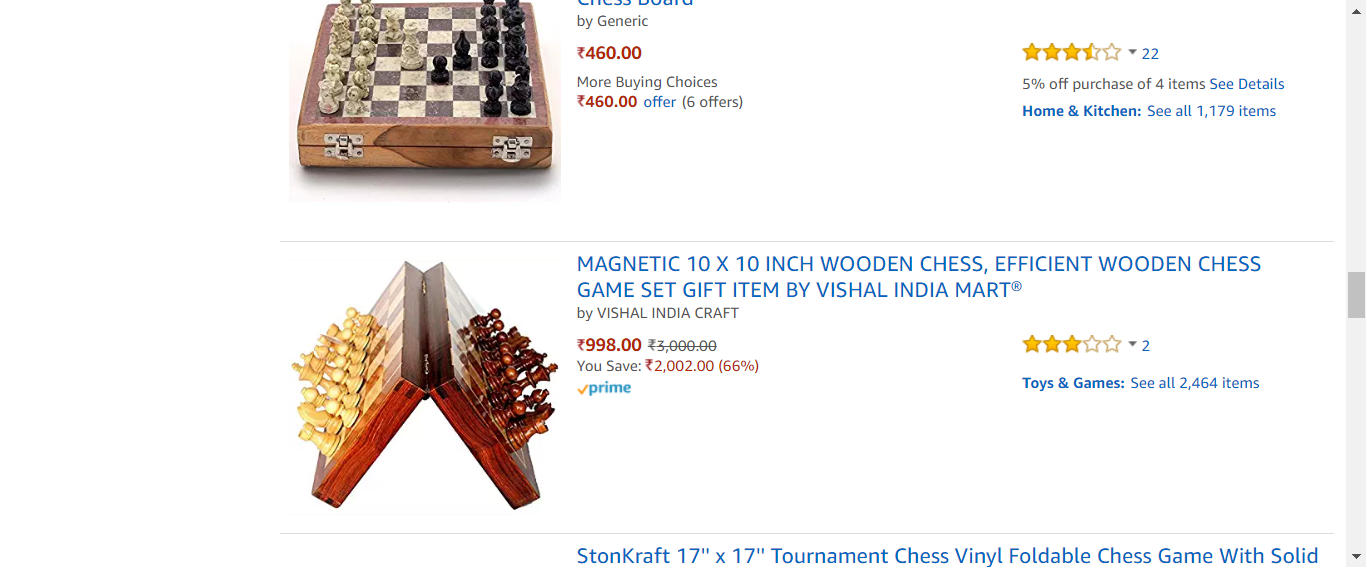 Chess Board
by Generic
₹460.00
22
More Buying Choices
5% off purchase of 4 items See Details
₹460.00 offer (6 offers)
Home & Kitchen: See all 1,179 items
MAGNETIC 10 X 10 INCH WOODEN CHESS, EFFICIENT WOODEN CHESS
GAME SET GIFT ITEM BY VISHAL INDIA MART®
by VISHAL INDIA CRAFT
₹998.00 ₹3,000.00
2
You Save: ₹2,002.00 (66%)
Toys & Games: See all 2,464 items
prime
StonKraft 17" x 17" Tournament Chess Vinyl Foldable Chess Game With Solid